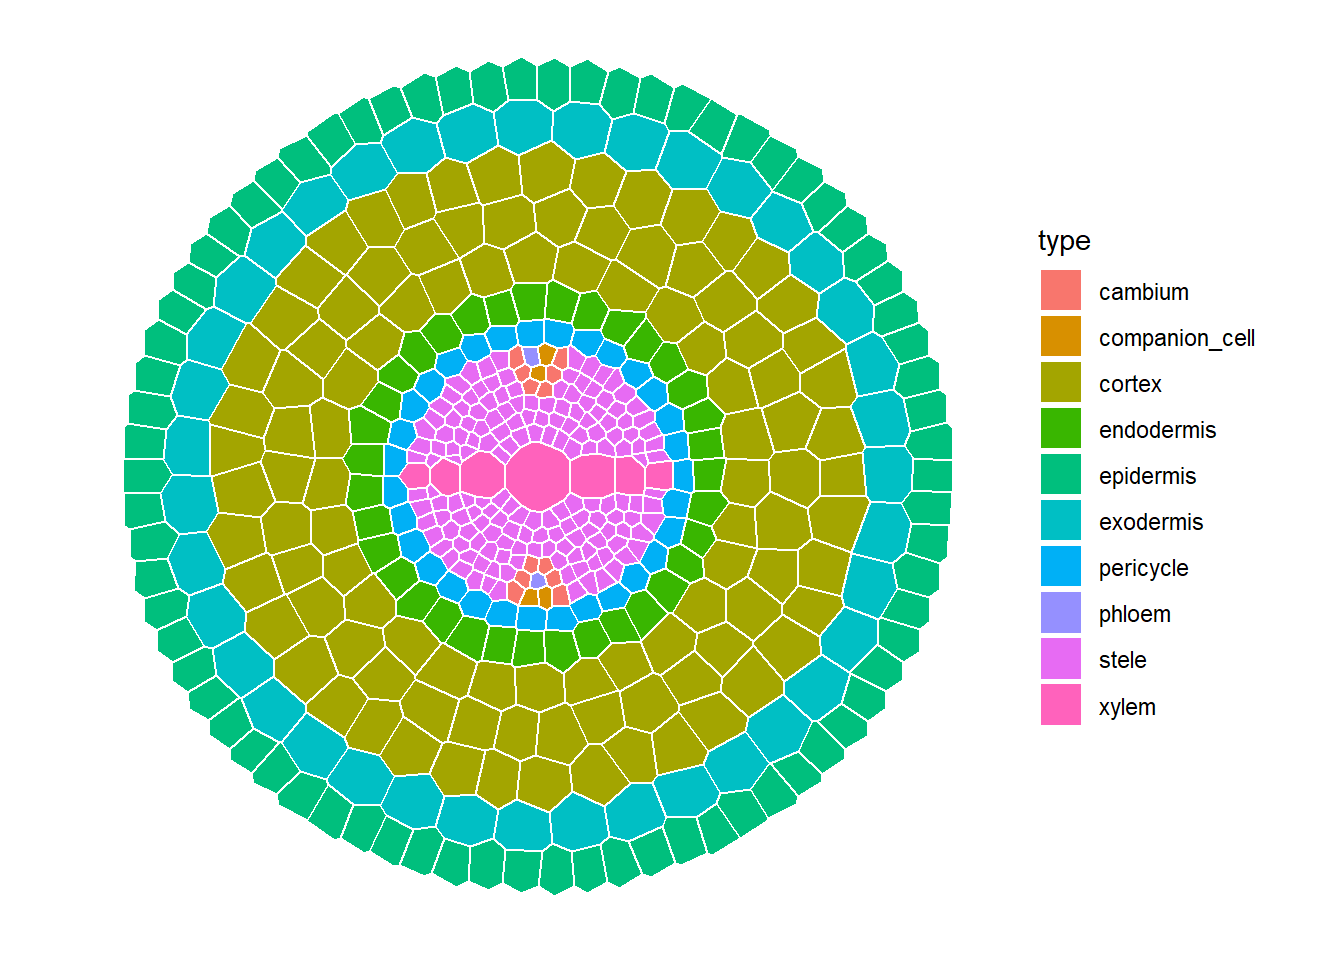 type
cambium
companion_cell
cortex
endodermis
epidermis
exodermis
pericycle
phloem
stele
xylem